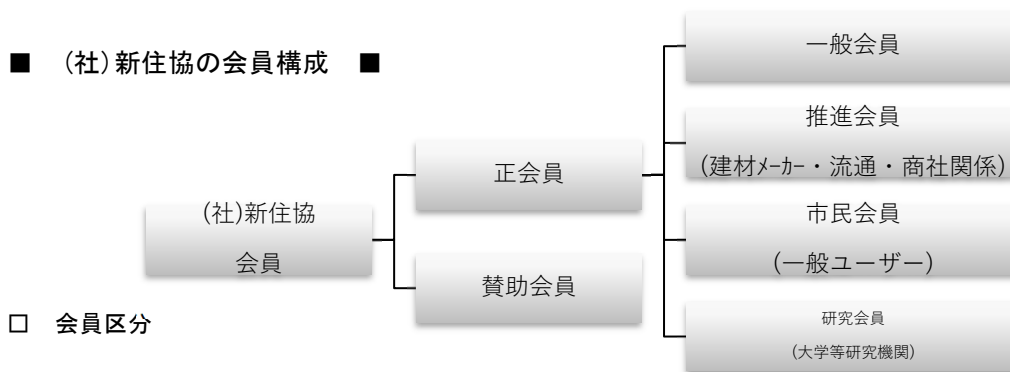 ■ (社)新住協の会員構成 ■
(社)新住協
会員
正会員
賛助会員
一般会員
推進会員
(建材ﾒｰｶｰ・流通・商社関係)
市民会員
(一般ユーザー)
研究会員
(大学等研究機関)
□ 会員区分